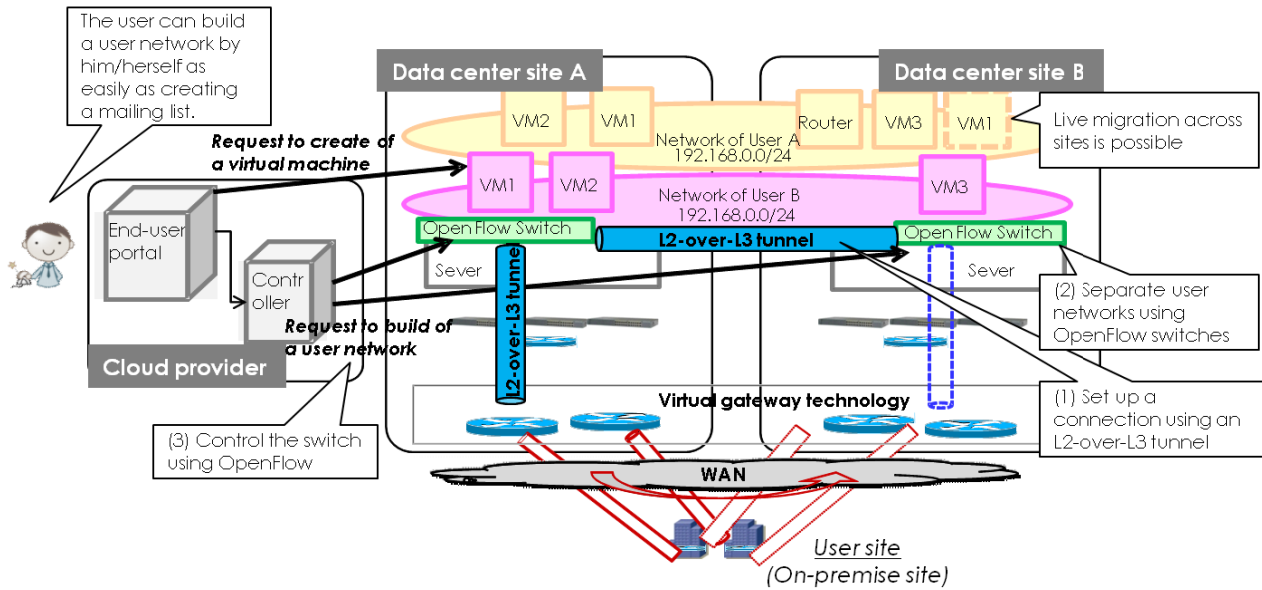 The user can build
a user network by
him/herself as
easily as creating
a mailing list.
Data center site A
Data center site B
VM2
VM1
Router
VM3
VM1
Live migration across
sites is possible
Network of User A
192.168.0.0/24
Request to create of
a virtual machine
VM1
VM2
VM3
Network of User B
192.168.0.0/24
End-user
portal
Open Flow Switch
L2-over-L3 tunnel
Open Flow Switch
Sever
Sever
Contr
oller
L2-over-L3 tunnel
(2) Separate user
networks using
OpenFlow switches
Request to build of
a user network
Cloud provider
Virtual gateway technology
(1) Set up a
connection using an
L2-over-L3 tunnel
(3) Control the switch
using OpenFlow
WAN
User site
(On-premise site)